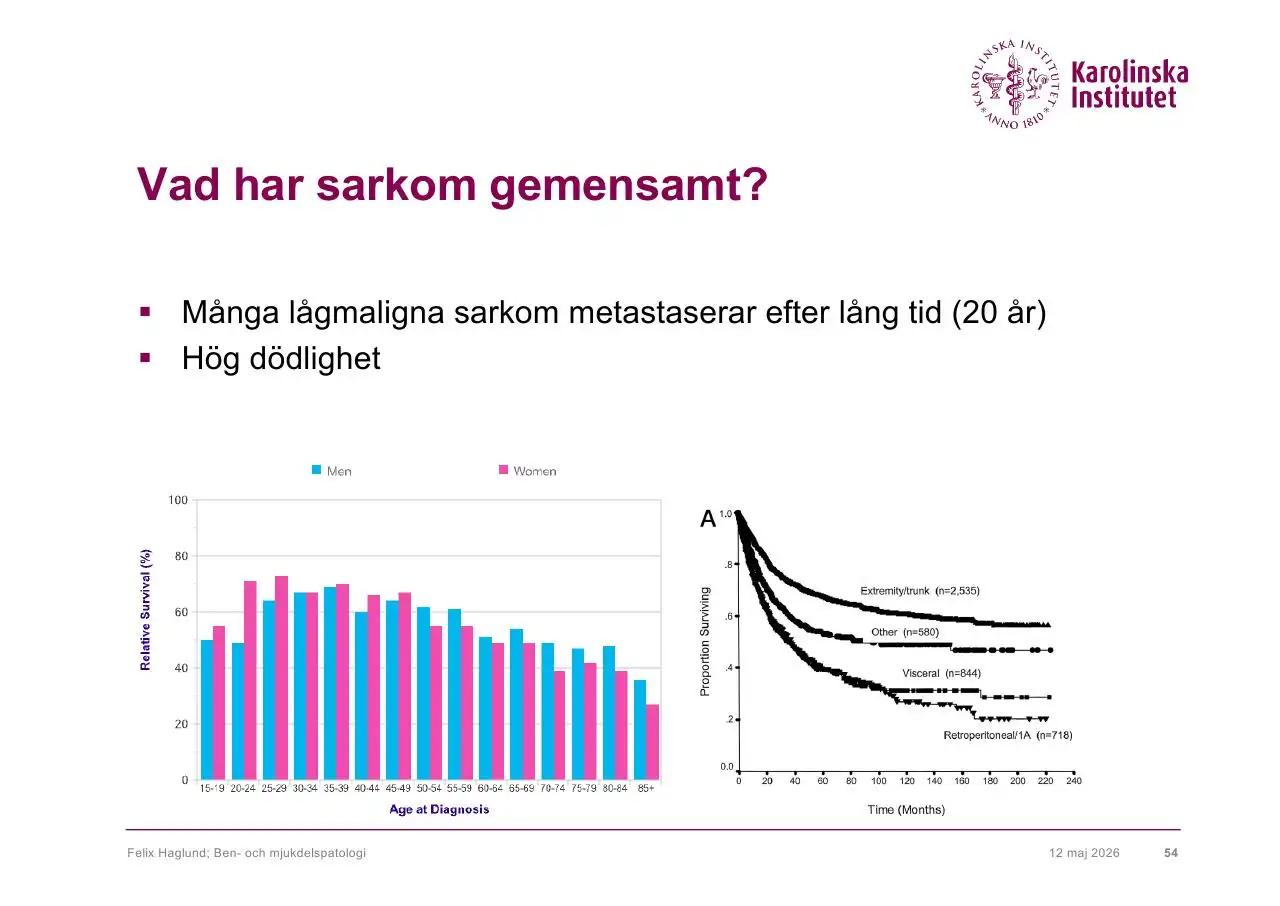 KAROLINSKA INSTITUTET
ANNO 1810
Karolinska
Institutet
Vad har sarkom gemensamt?
Många lågmaligna sarkom metastaserar efter lång tid (20 år)
Hög dödlighet
Men
Women
100
80
60
40
20
0
Relative Survival (%)
15-19 20-24 25-29 30-34 35-39 40-44 45-49 50-54 55-59 60-64 65-69 70-74 75-79 80-84 85+
Age at Diagnosis
A
1.0
.8
.6
.4
.2
0.0
Proportion Surviving
Extremity/trunk (n=2,535)
Other (n=580)
Visceral (n=844)
Retroperitoneal/1A (n=718)
0 20 40 60 80 100 120 140 160 180 200 220 240
Time (Months)
Felix Haglund; Ben- och mjukdelspatologi
12 maj 2026
54